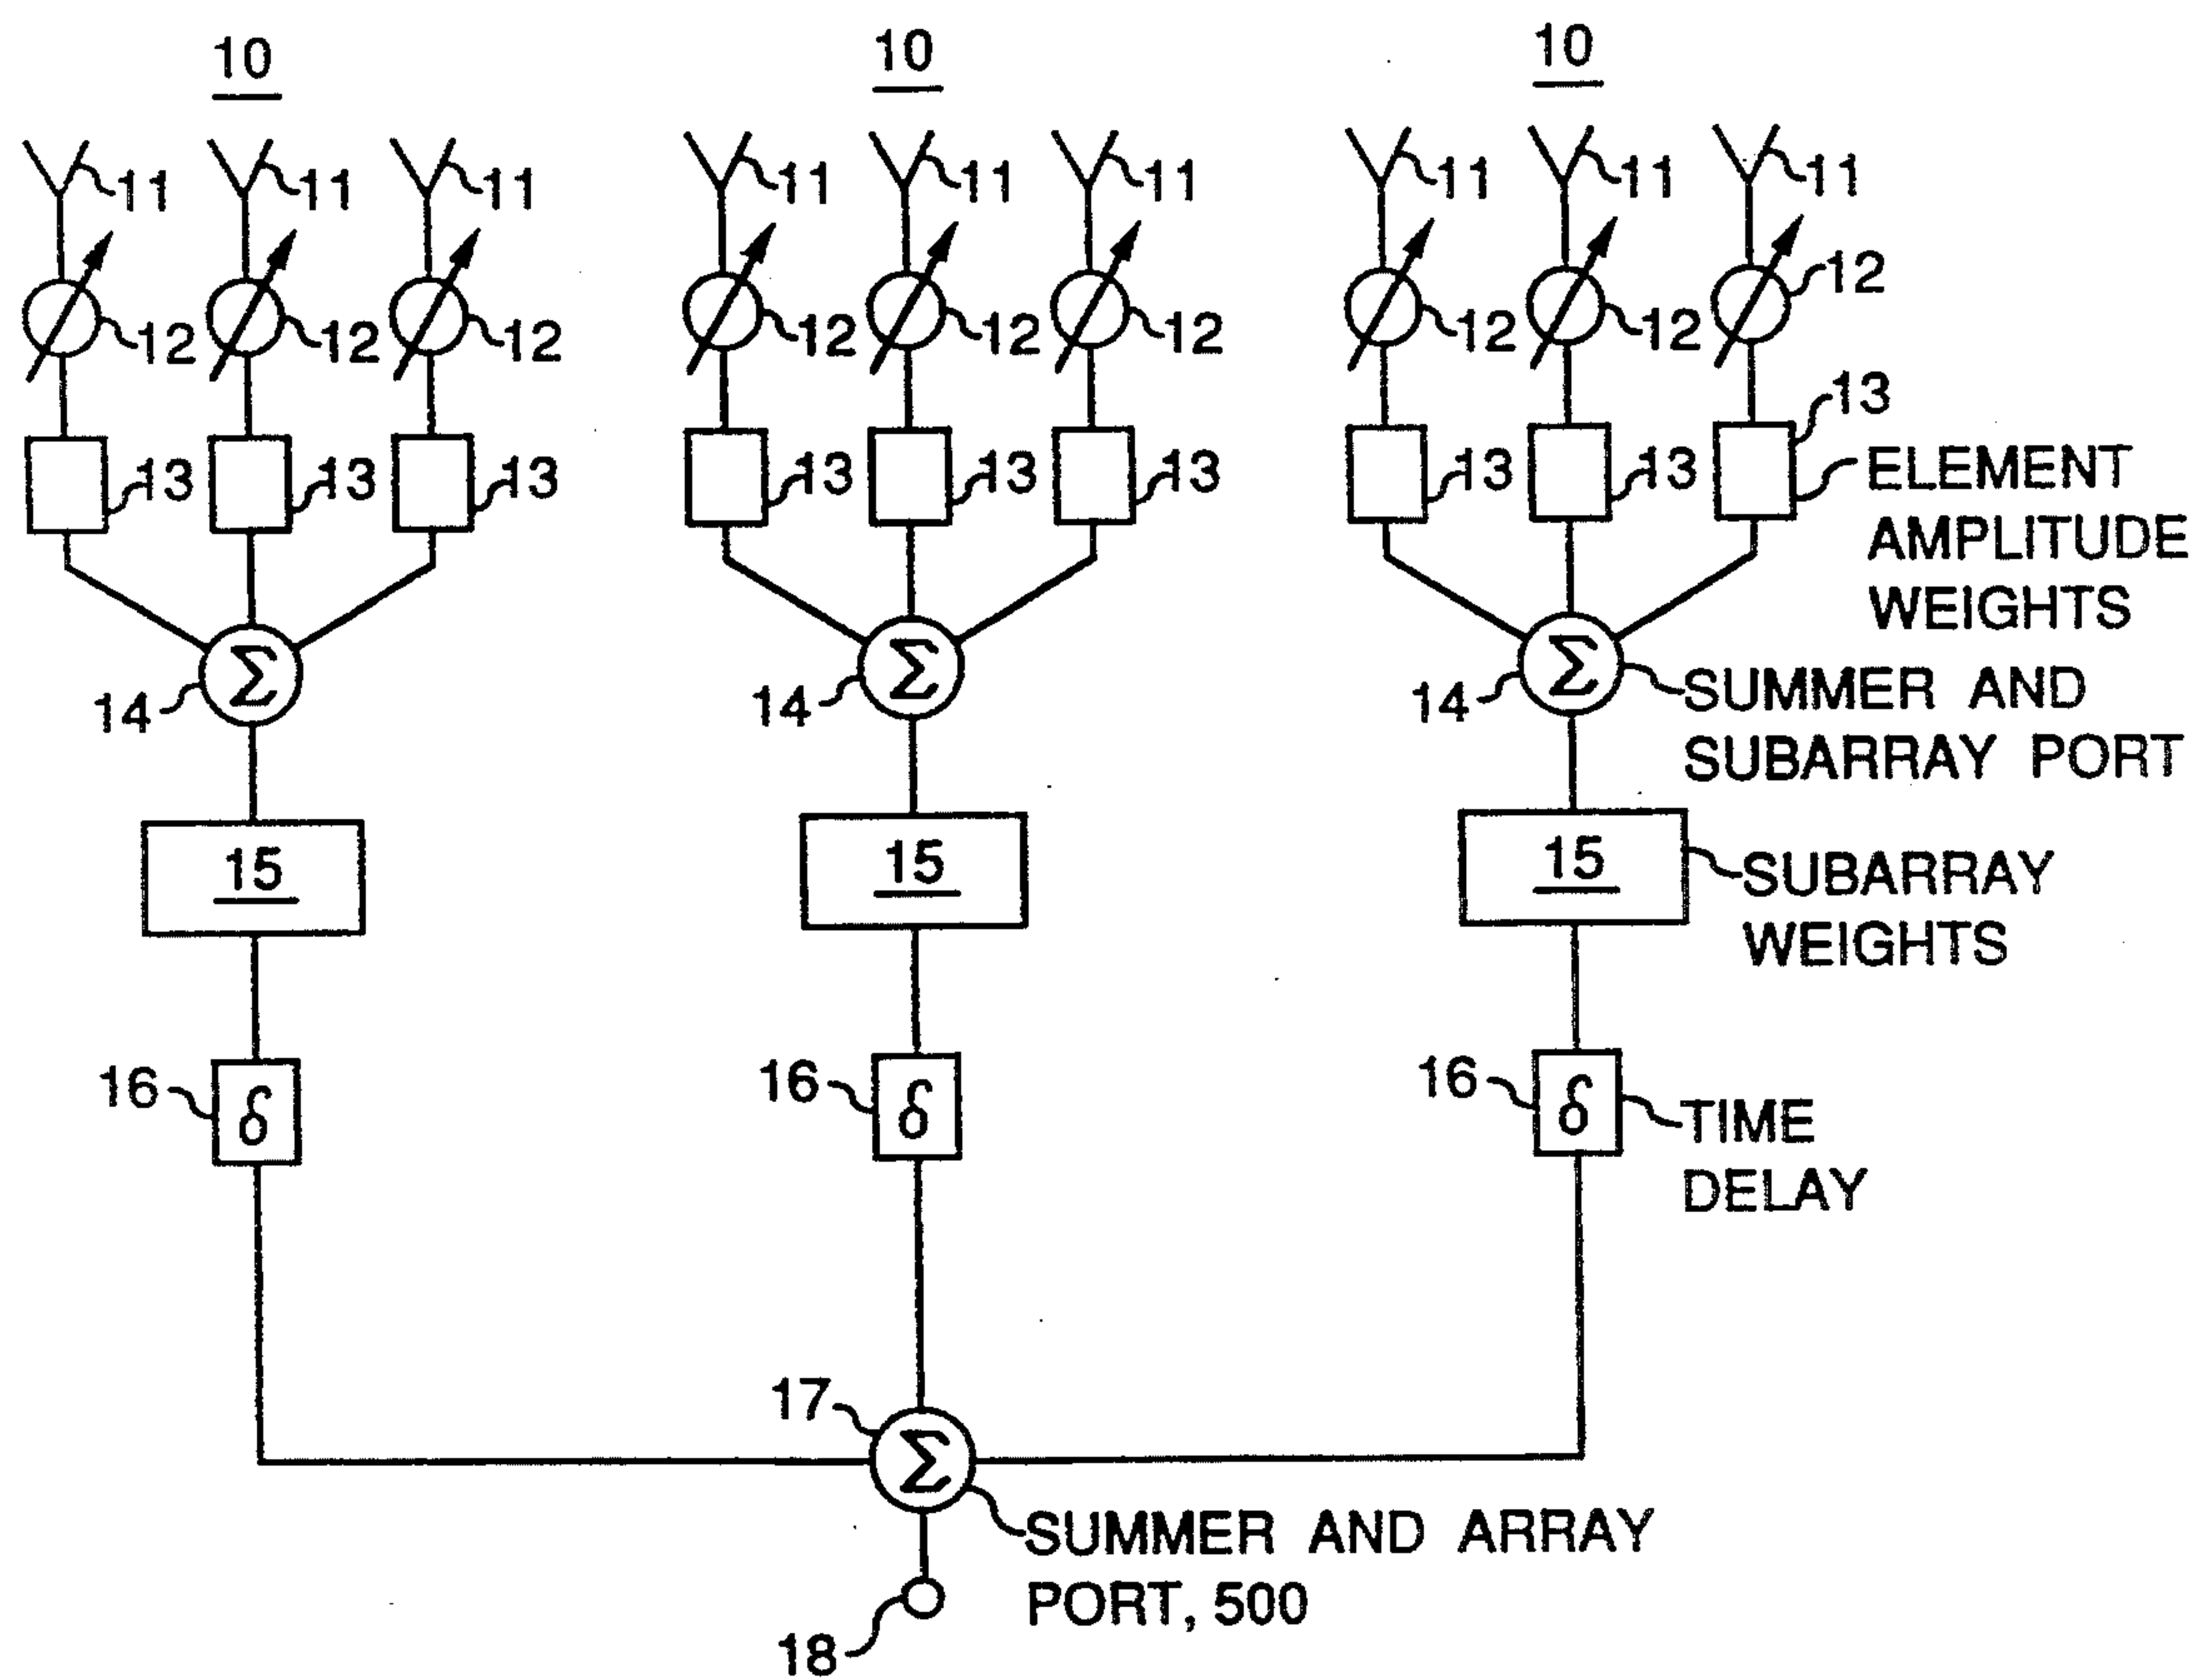 10 10 10
11 11 11 11 11 11 11 11 11
12 12 12 12 12 12 12 12 12
13 13 13 13 13 13 13 13 13
ELEMENT
AMPLITUDE
WEIGHTS
Σ Σ Σ
14 14 14
SUMMER AND
SUBARRAY PORT
15 15 15
SUBARRAY
WEIGHTS
16 δ 16 δ 16 δ
TIME
DELAY
17
Σ
SUMMER AND ARRAY
PORT, 500
18